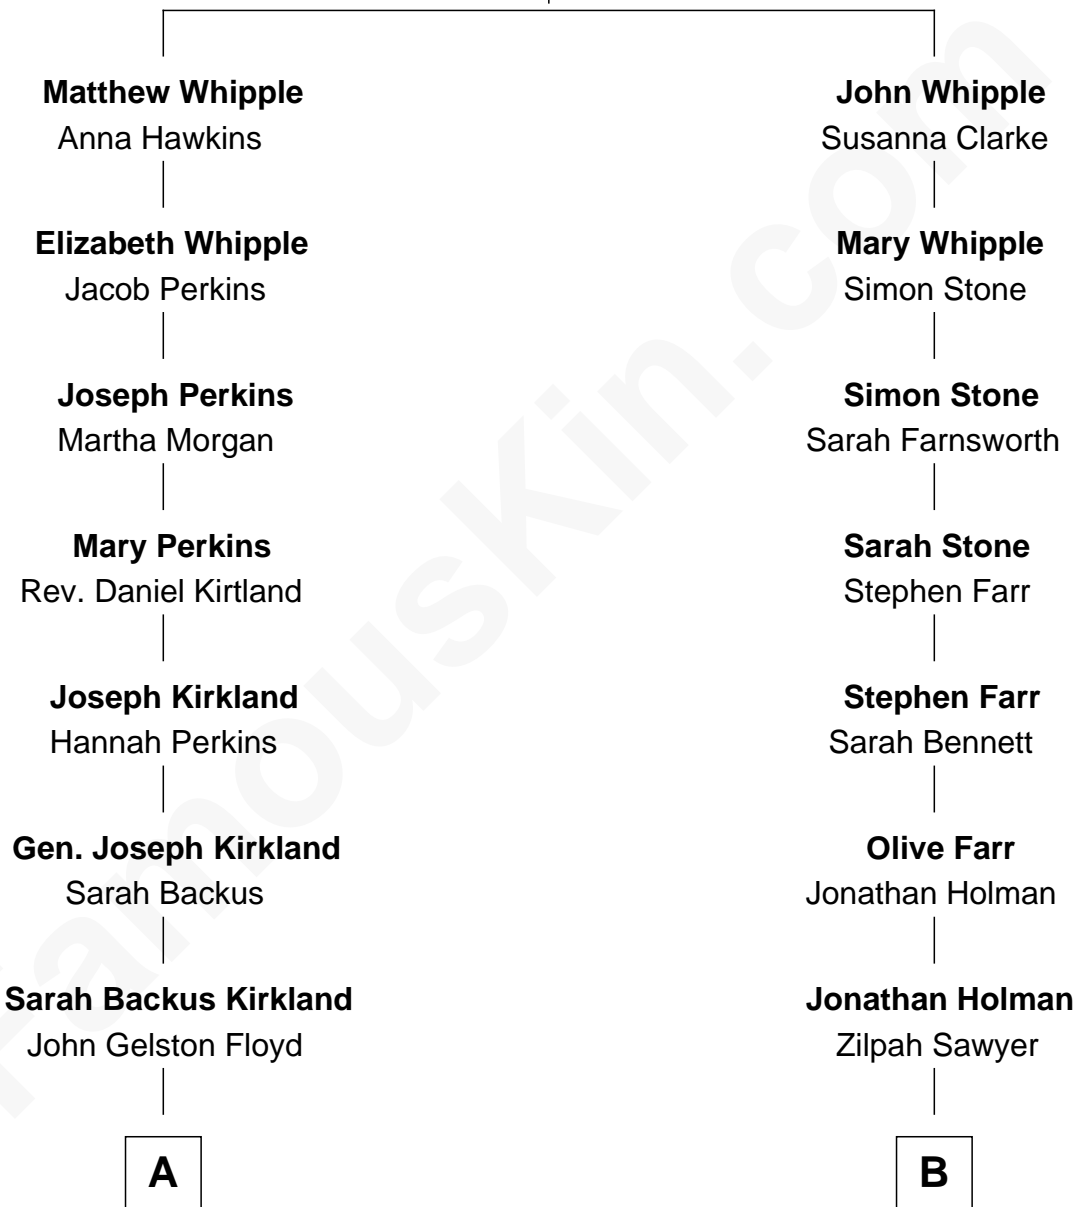 Matthew Whipple
Anna Hawkins
John Whipple
Susanna Clarke
Elizabeth Whipple
Jacob Perkins
Mary Whipple
Simon Stone
Joseph Perkins
Martha Morgan
Simon Stone
Sarah Farnsworth
Mary Perkins
Rev. Daniel Kirtland
Sarah Stone
Stephen Farr
Joseph Kirkland
Hannah Perkins
Stephen Farr
Sarah Bennett
Gen. Joseph Kirkland
Sarah Backus
Olive Farr
Jonathan Holman
Sarah Backus Kirkland
John Gelston Floyd
Jonathan Holman
Zilpah Sawyer
A
B
FamousKin.com